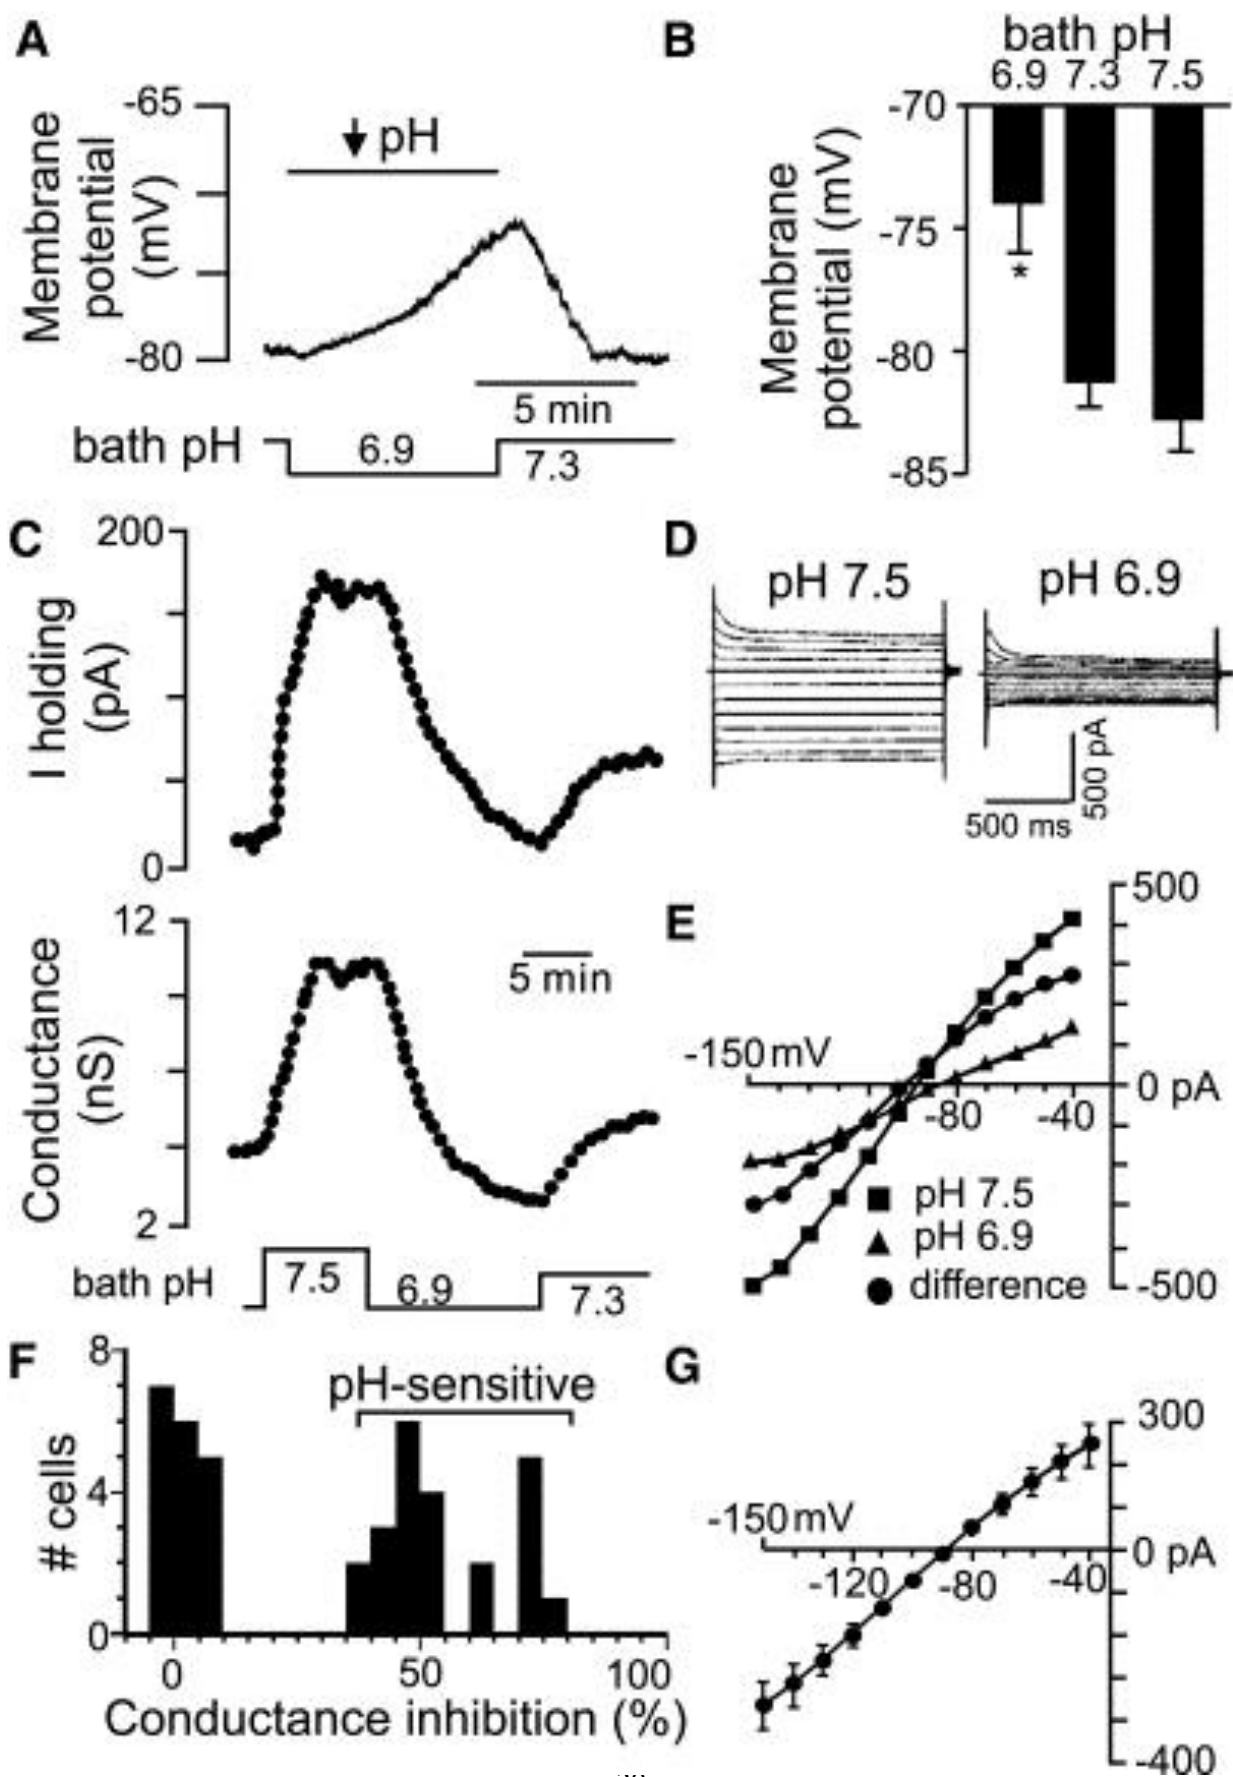 A
-65
Membrane
potential
(mV)
↓ pH
-80
5 min
bath pH
6.9
7.3
B
bath pH
6.9 7.3 7.5
-70
Membrane
potential (mV)
-75
*
-80
-85
C
200
I holding
(pA)
0
12
Conductance
(nS)
5 min
2
bath pH
7.5
6.9
7.3
D
pH 7.5
pH 6.9
500 pA
500 ms
E
500
-150 mV
0 pA
-80
-40
pH 7.5
pH 6.9
difference
-500
F
8
pH-sensitive
# cells
4
0
0 50 100
Conductance inhibition (%)
G
300
-150 mV
0 pA
-120
-80
-40
-400